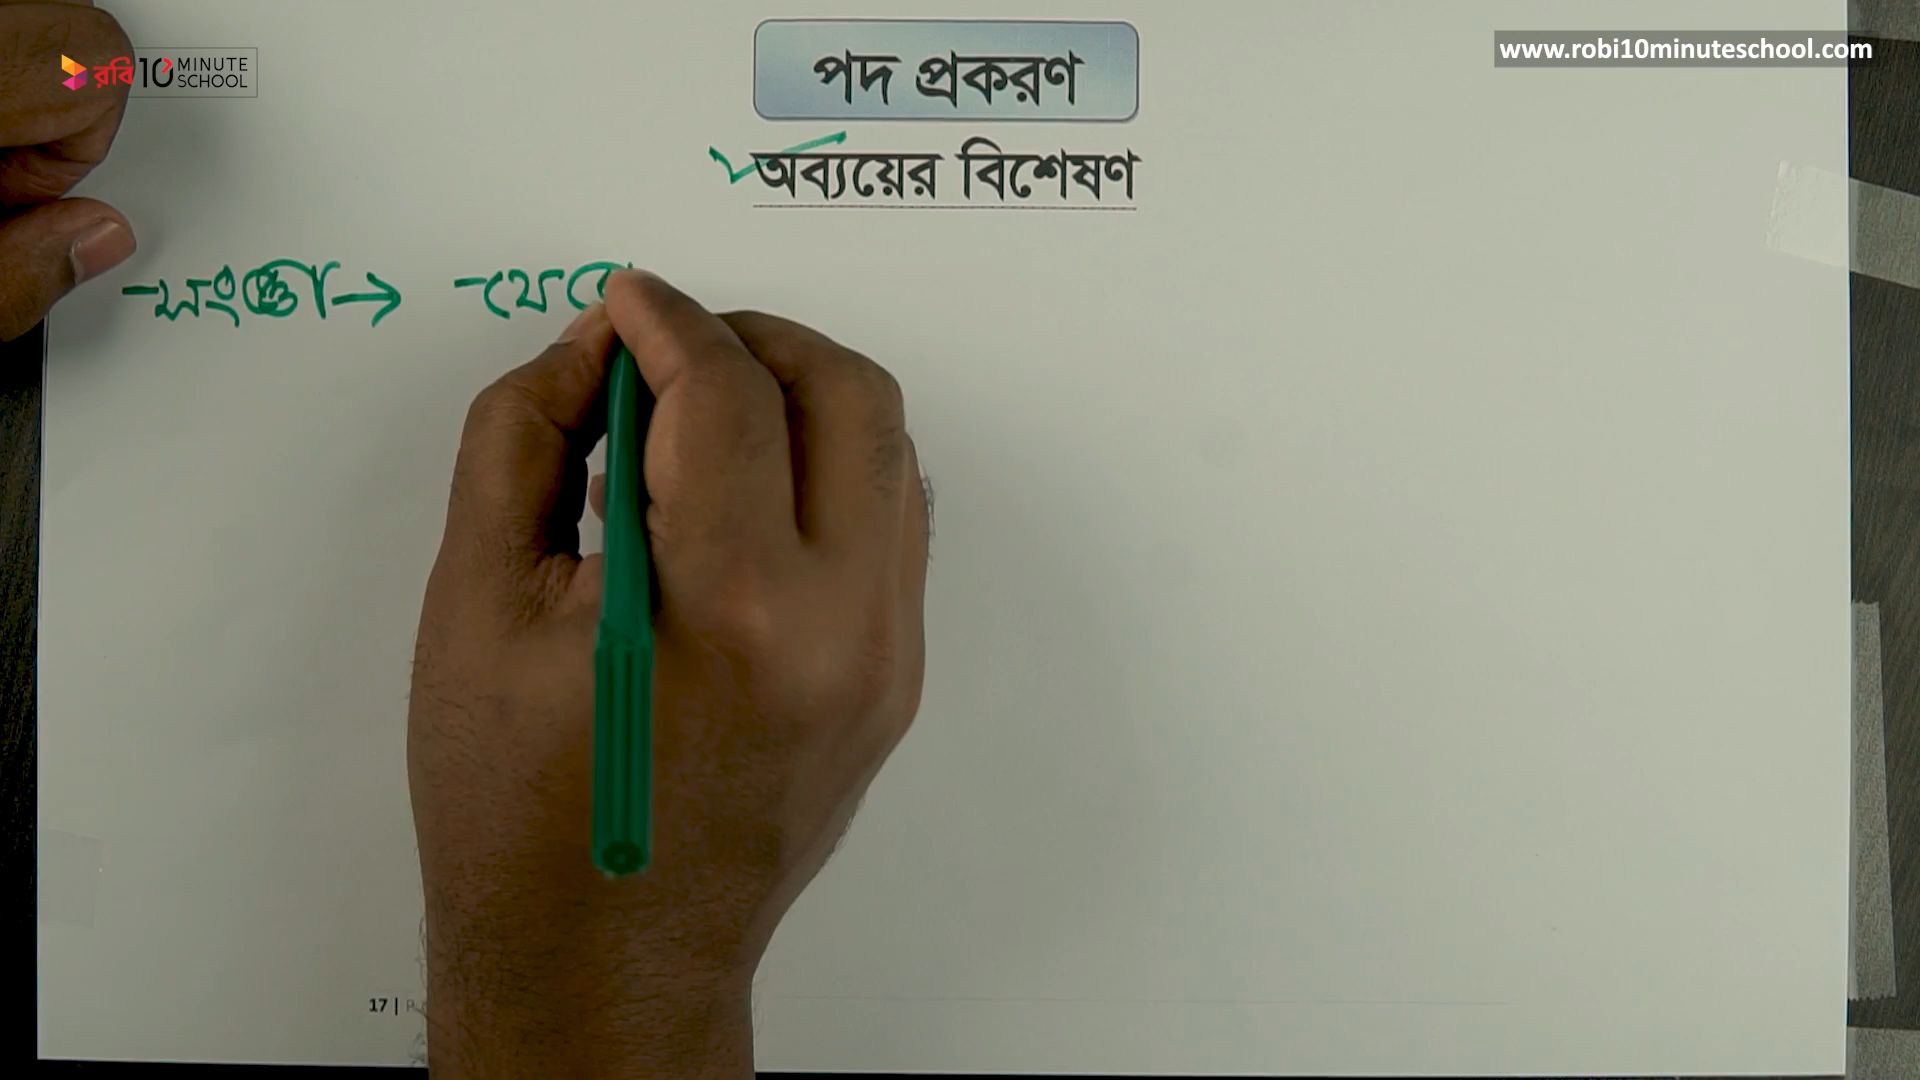 রবি 10 MINUTE SCHOOL
www.robi10minuteschool.com
পদ প্রকরণ
অব্যয়ের বিশেষণ
সংজ্ঞা →
17 |